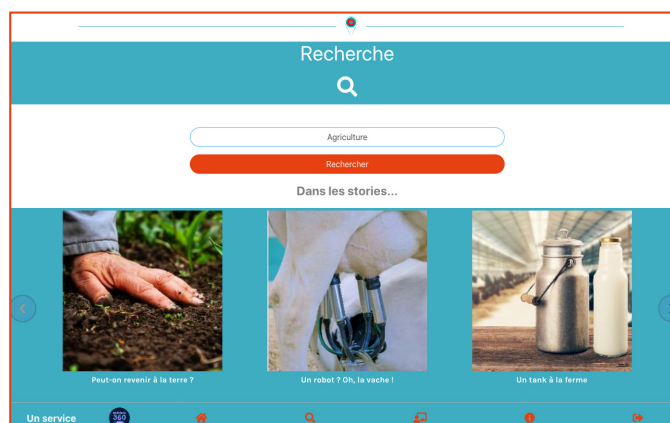 Recherche
Agriculture
Rechercher
Dans les stories...
Peut-on revenir à la terre ?
Un robot ? Oh, la vache !
Un tank à la ferme
Un service
360